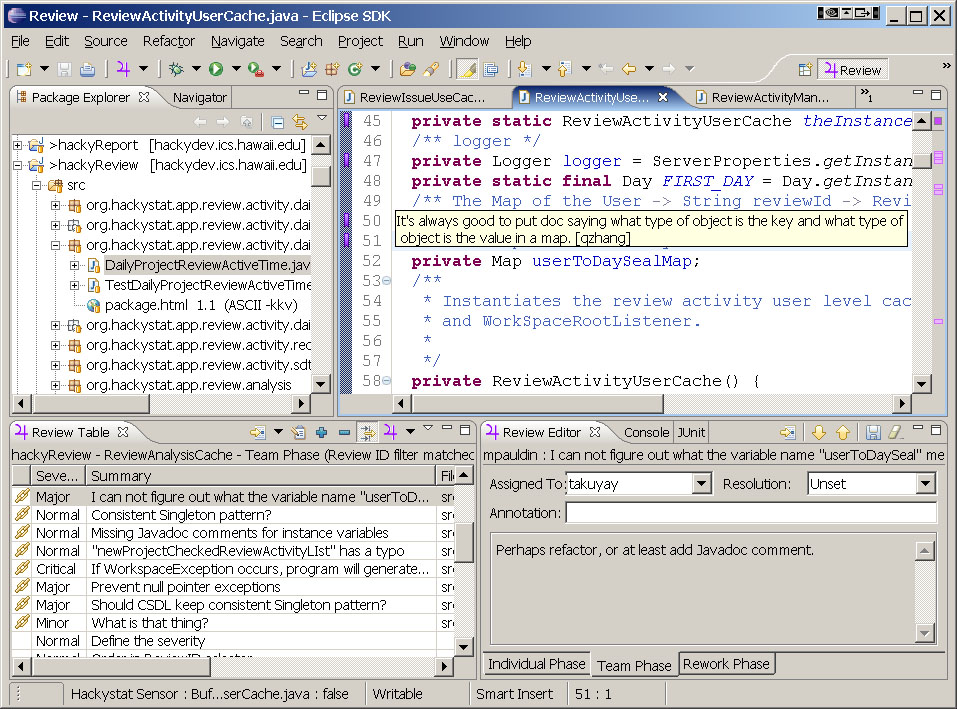 Review - ReviewActivityUserCache.java - Eclipse SDK
File Edit Source Refactor Navigate Search Project Run Window Help
Review »
Package Explorer Navigator
ReviewIssueUseCac... ReviewActivityUse... ReviewActivityMan... »1
>hackyReport [hackydev.ics.hawaii.edu]
>hackyReview [hackydev.ics.hawaii.edu]
src
org.hackystat.app.review.activity.dai
org.hackystat.app.review.activity.dai
org.hackystat.app.review.activity.dai
DailyProjectReviewActiveTime.jav
TestDailyProjectReviewActiveTime
package.html 1.1 (ASCII -kkv)
org.hackystat.app.review.activity.dai
org.hackystat.app.review.activity.rec
org.hackystat.app.review.activity.sdt
org.hackystat.app.review.analysis
45 private static ReviewActivityUserCache theInstance
46 /** logger */
47 private Logger logger = ServerProperties.getInstan
48 private static final Day FIRST_DAY = Day.getInstan
49 /** The Map of the User -> String reviewId -> Revi
50
It's always good to put doc saying what type of object is the key and what type of
object is the value in a map. [qzhang]
51
52 private Map userToDaySealMap;
53 /**
54 * Instantiates the review activity user level cac
55 * and WorkSpaceRootListener.
56 *
57 */
58 private ReviewActivityUserCache() {
Review Table
hackyReview - ReviewAnalysisCache - Team Phase (Review ID filter matched
Seve... Summary Fil
Major I can not figure out what the variable name "userToD... sr
Normal Consistent Singleton pattern? sr
Normal Missing Javadoc comments for instance variables sr
Normal "newProjectCheckedReviewActivityLIst" has a typo sr
Critical If WorkspaceException occurs, program will generate... sr
Major Prevent null pointer exceptions sr
Major Should CSDL keep consistent Singleton pattern? sr
Minor What is that thing? sr
Normal Define the severity
Review Editor Console JUnit
mpauldin : I can not figure out what the variable name "userToDaySeal" me
Assigned To: takuyay Resolution: Unset
Annotation:
Perhaps refactor, or at least add Javadoc comment.
Individual Phase Team Phase Rework Phase
Hackystat Sensor : Buf...serCache.java : false Writable Smart Insert 51 : 1